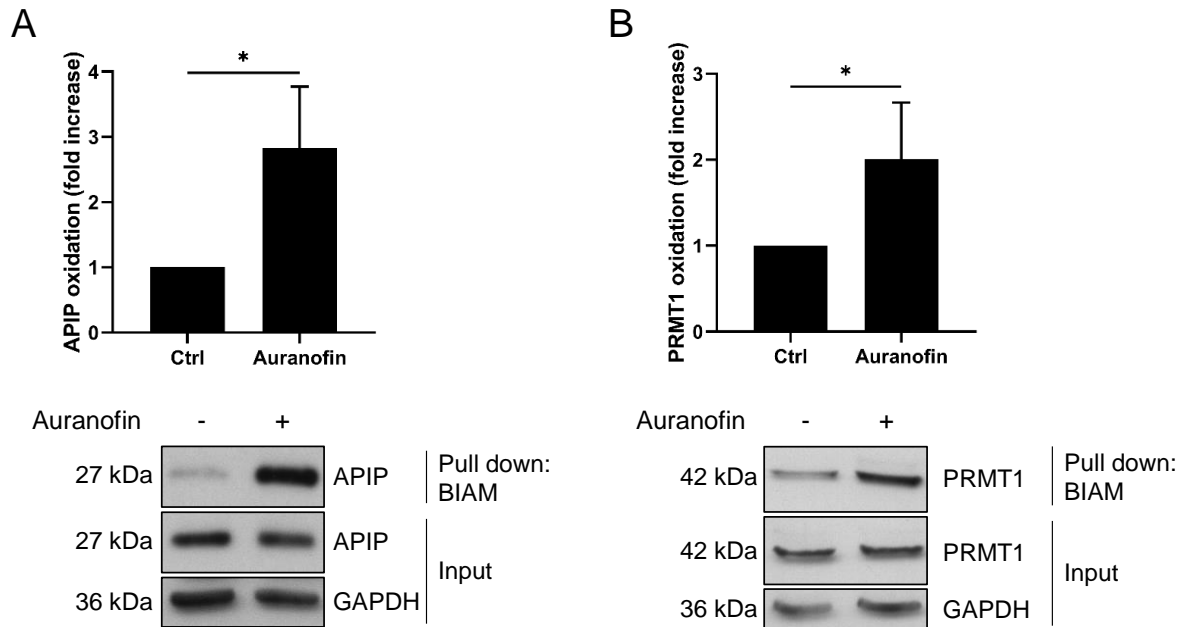 A
APIP oxidation (fold increase)
4
3
2
1
0
*
Ctrl
Auranofin
Auranofin - +
27 kDa APIP
Pull down:
BIAM
27 kDa APIP
36 kDa GAPDH
Input
B
PRMT1 oxidation (fold increase)
3
2
1
0
*
Ctrl
Auranofin
Auranofin - +
42 kDa PRMT1
Pull down:
BIAM
42 kDa PRMT1
36 kDa GAPDH
Input